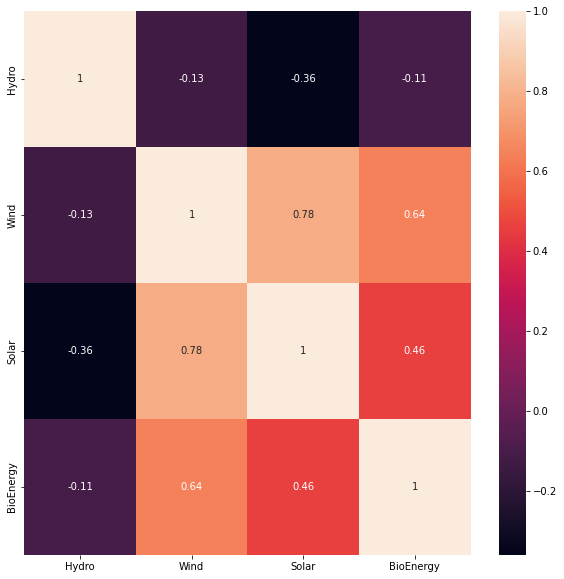 Hydro 1 -0.13 -0.36 -0.11
Wind -0.13 1 0.78 0.64
Solar -0.36 0.78 1 0.46
BioEnergy -0.11 0.64 0.46 1
Hydro Wind Solar BioEnergy
1.0
0.8
0.6
0.4
0.2
0.0
−0.2